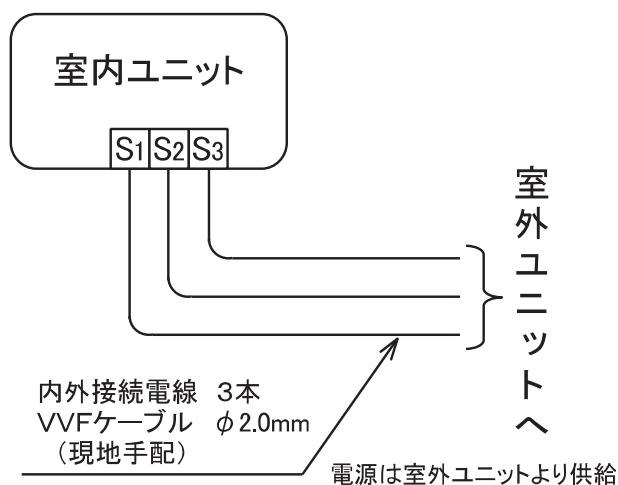 室内ユニット
S1 S2 S3
室外ユニットへ
内外接続電線 3本
VVFケーブル φ2.0mm
(現地手配)
電源は室外ユニットより供給